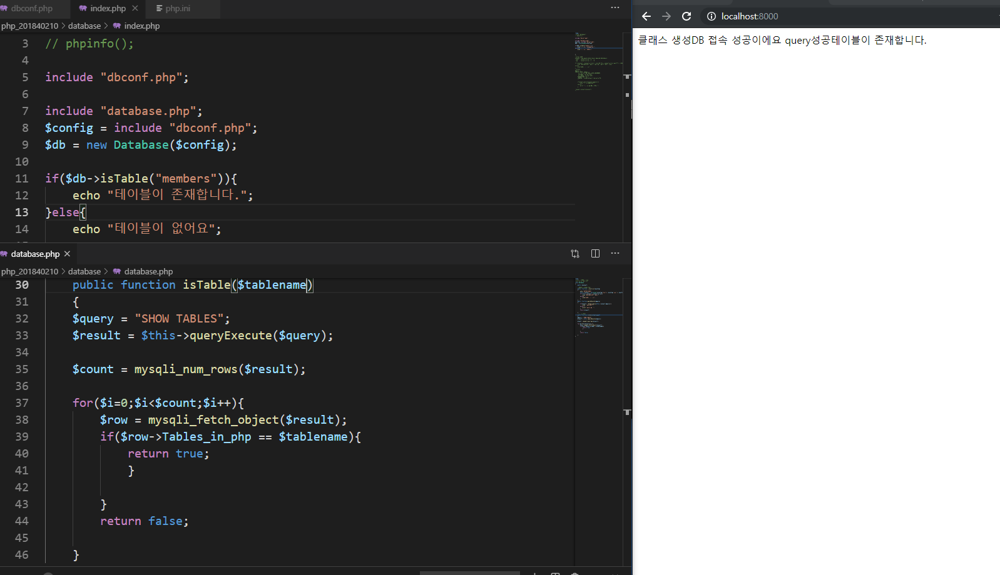 dbconf.php index.php php.ini
php_201840210 > database > index.php
3 // phpinfo();
4
5 include "dbconf.php";
6
7 include "database.php";
8 $config = include "dbconf.php";
9 $db = new Database($config);
10
11 if($db->isTable("members")){
12 echo "테이블이 존재합니다.";
13 }else{
14 echo "테이블이 없어요";
database.php
php_201840210 > database > database.php
30 public function isTable($tablename)
31 {
32 $query = "SHOW TABLES";
33 $result = $this->queryExecute($query);
34
35 $count = mysqli_num_rows($result);
36
37 for($i=0;$i<$count;$i++){
38 $row = mysqli_fetch_object($result);
39 if($row->Tables_in_php == $tablename){
40 return true;
41 }
42
43 }
44 return false;
45
46 }
localhost:8000
클래스 생성DB 접속 성공이에요 query성공테이블이 존재합니다.